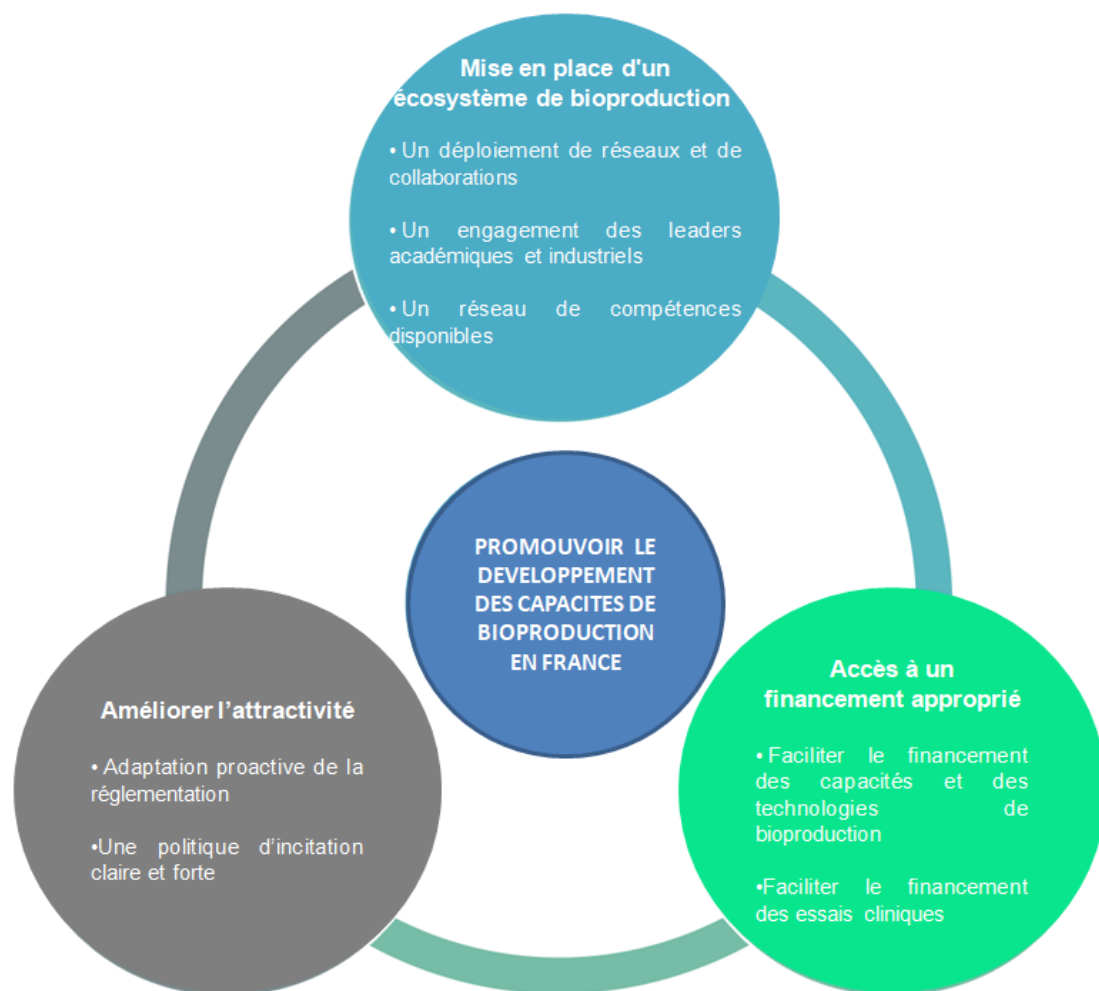 Mise en place d'un
écosystème de bioproduction
• Un déploiement de réseaux et de
collaborations
• Un engagement des leaders
académiques et industriels
• Un réseau de compétences
disponibles
PROMOUVOIR LE
DEVELOPPEMENT
DES CAPACITES DE
BIOPRODUCTION
EN FRANCE
Améliorer l’attractivité
• Adaptation proactive de la
réglementation
•Une politique d’incitation
claire et forte
Accès à un
financement approprié
• Faciliter le financement
des capacités et des
technologies de
bioproduction
•Faciliter le financement
des essais cliniques